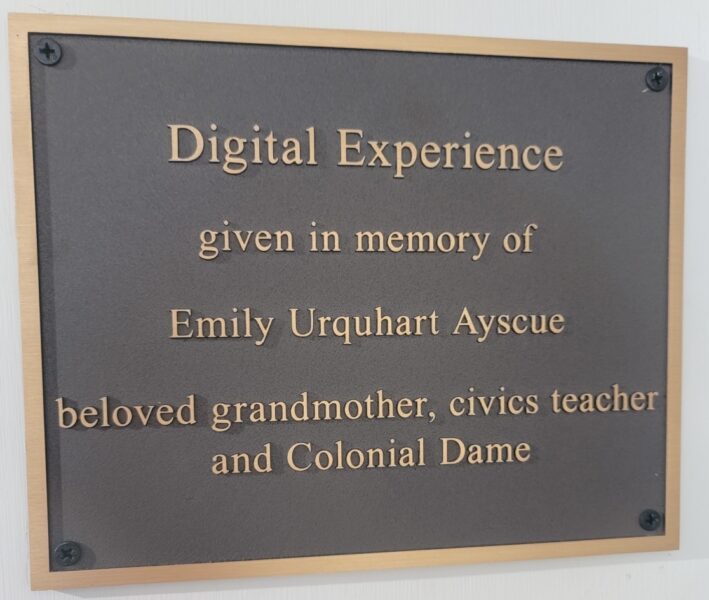 Digital Experience
given in memory of
Emily Urquhart Ayscue
beloved grandmother, civics teacher
and Colonial Dame